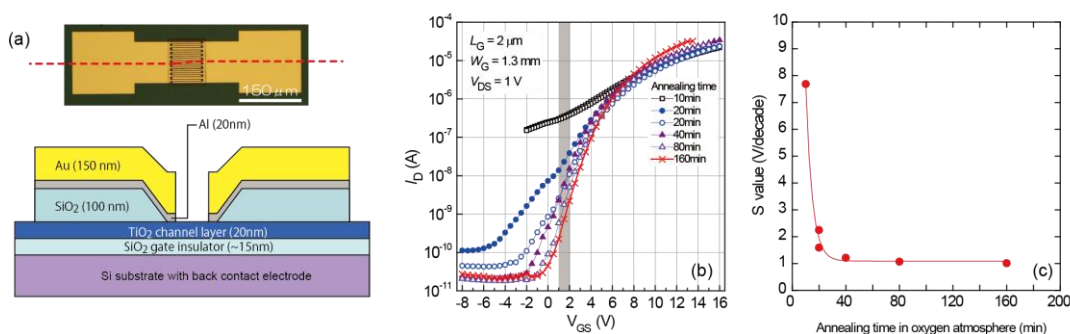 (a)
150μm
Al (20nm)
Au (150 nm)
SiO2 (100 nm)
TiO2 channel layer (20nm)
SiO2 gate insulator (~15nm)
Si substrate with back contact electrode
10-4
10-5
10-6
10-7
10-8
10-9
10-10
10-11
ID (A)
LG = 2 μm
WG = 1.3 mm
VDS = 1 V
Annealing time
10min
20min
20min
40min
80min
160min
(b)
-8 -6 -4 -2 0 2 4 6 8 10 12 14 16
VGS (V)
9
8
7
6
5
4
3
2
1
0
S value (V/decade)
(c)
0 40 80 120 160 200
Annealing time in oxygen atmosphere (min)